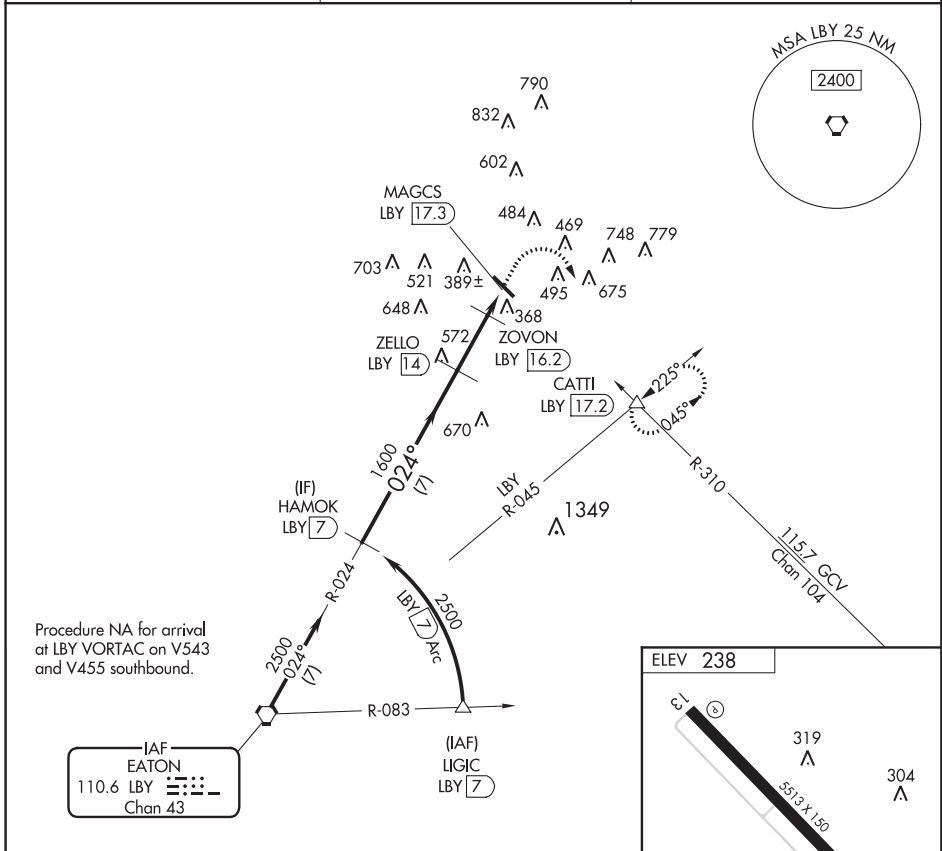 MSA LBY 25 NM
2400
790
832
602
MAGCS
LBY 17.3
484
469
748
779
703
521
389±
495
675
648
368
ZELLO
LBY 14
572
ZOVON
LBY 16.2
CATTI
LBY 17.2
225°
045°
670
1600
024°
(7)
LBY
R-045
R-310
(IF)
HAMOK
LBY 7
1349
115.7 GCV
Chan 104
R-024
2500
LBY 7 Arc
Procedure NA for arrival
at LBY VORTAC on V543
and V455 southbound.
2500
024°
(7)
R-083
IAF
EATON
110.6 LBY
Chan 43
(IAF)
LIGIC
LBY 7
ELEV 238
13
P
319
304
5513 X 150